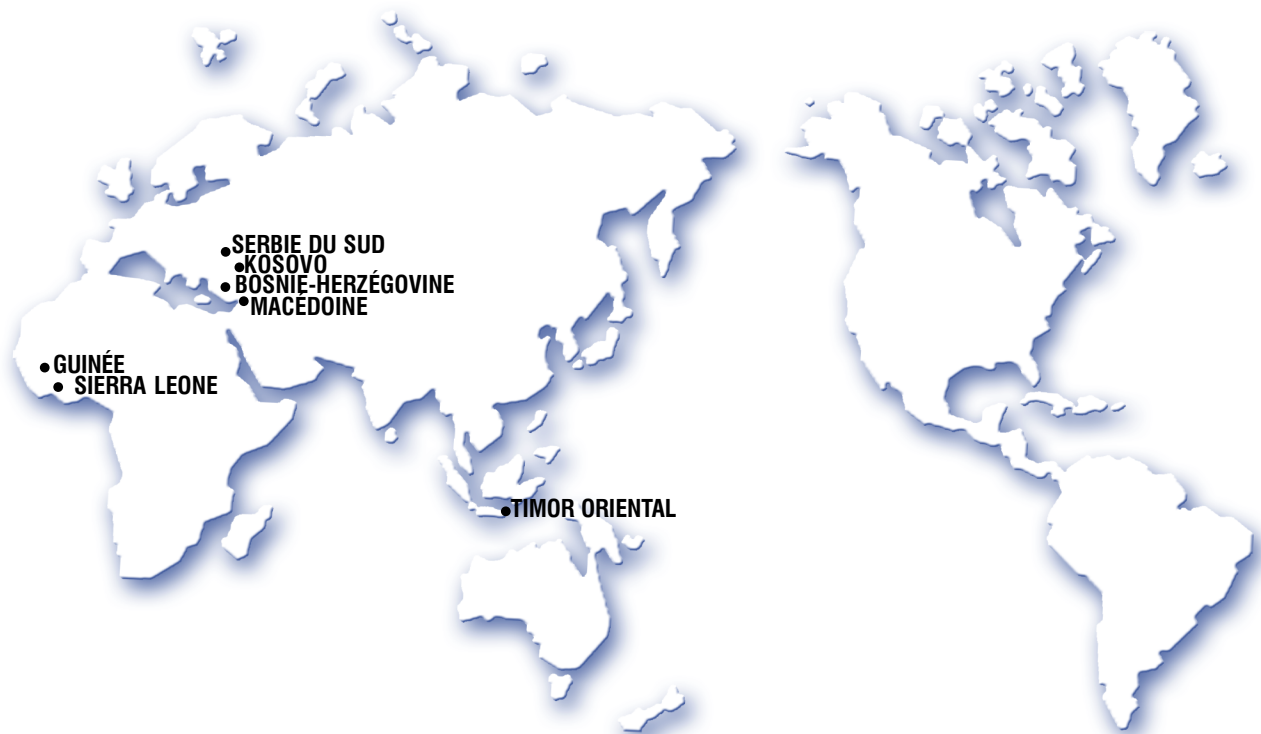 SERBIE DU SUD
KOSOVO
BOSNIE-HERZÉGOVINE
MACÉDOINE
GUINÉE
SIERRA LEONE
TIMOR ORIENTAL